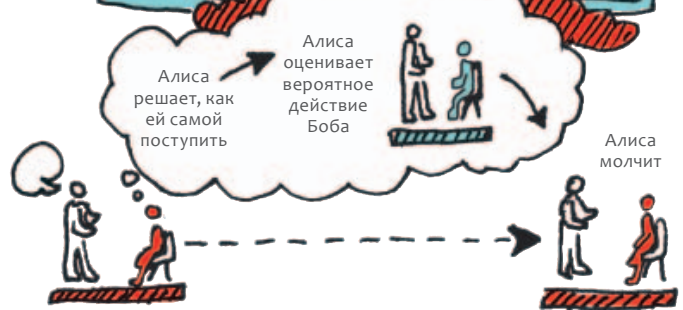 Алиса
решает, как
ей самой
поступить
Алиса
оценивает
вероятное
действие
Боба
Алиса
молчит